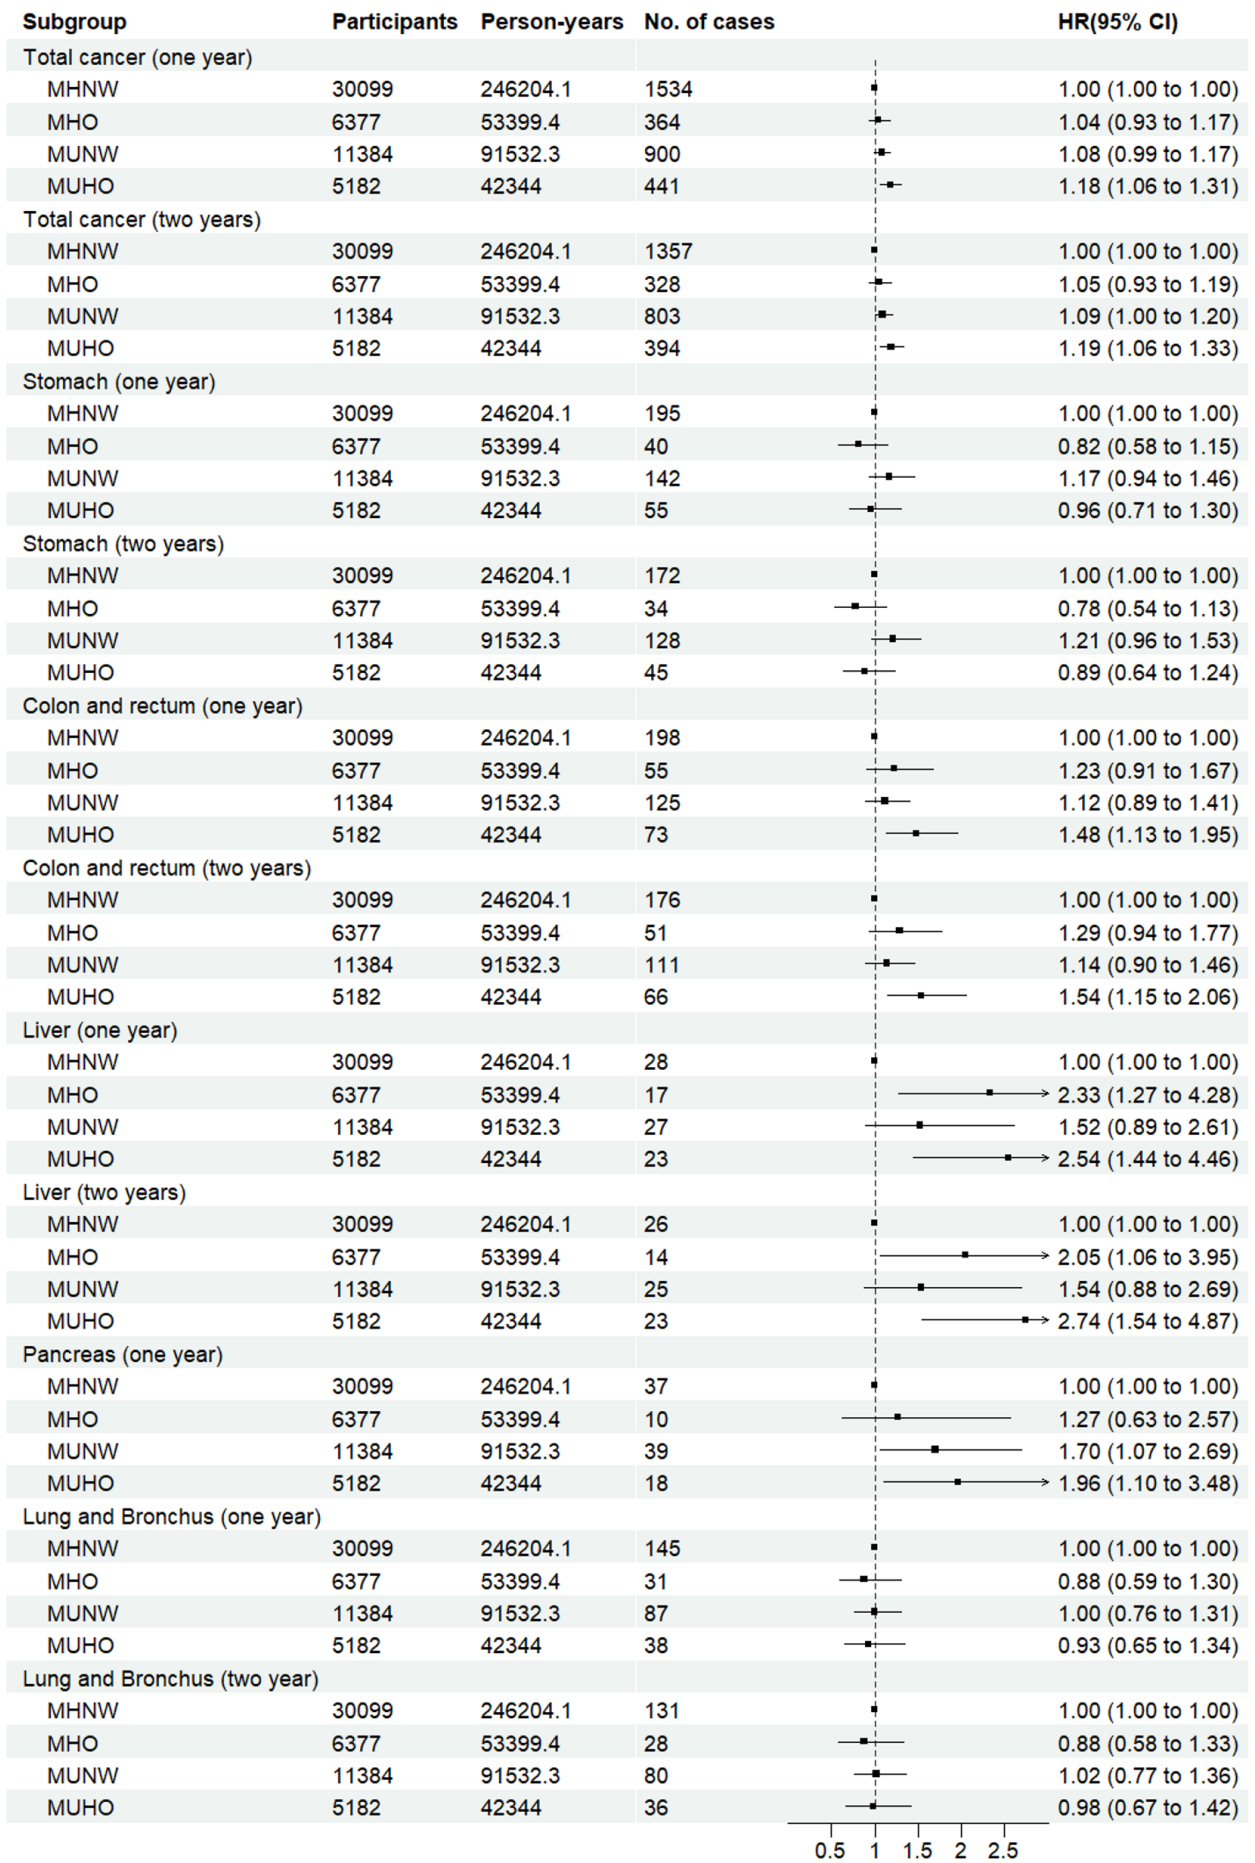 Subgroup Participants Person-years No. of cases HR(95% CI)
Total cancer (one year)
MHNW 30099 246204.1 1534 1.00 (1.00 to 1.00)
MHO 6377 53399.4 364 1.04 (0.93 to 1.17)
MUNW 11384 91532.3 900 1.08 (0.99 to 1.17)
MUHO 5182 42344 441 1.18 (1.06 to 1.31)
Total cancer (two years)
MHNW 30099 246204.1 1357 1.00 (1.00 to 1.00)
MHO 6377 53399.4 328 1.05 (0.93 to 1.19)
MUNW 11384 91532.3 803 1.09 (1.00 to 1.20)
MUHO 5182 42344 394 1.19 (1.06 to 1.33)
Stomach (one year)
MHNW 30099 246204.1 195 1.00 (1.00 to 1.00)
MHO 6377 53399.4 40 0.82 (0.58 to 1.15)
MUNW 11384 91532.3 142 1.17 (0.94 to 1.46)
MUHO 5182 42344 55 0.96 (0.71 to 1.30)
Stomach (two years)
MHNW 30099 246204.1 172 1.00 (1.00 to 1.00)
MHO 6377 53399.4 34 0.78 (0.54 to 1.13)
MUNW 11384 91532.3 128 1.21 (0.96 to 1.53)
MUHO 5182 42344 45 0.89 (0.64 to 1.24)
Colon and rectum (one year)
MHNW 30099 246204.1 198 1.00 (1.00 to 1.00)
MHO 6377 53399.4 55 1.23 (0.91 to 1.67)
MUNW 11384 91532.3 125 1.12 (0.89 to 1.41)
MUHO 5182 42344 73 1.48 (1.13 to 1.95)
Colon and rectum (two years)
MHNW 30099 246204.1 176 1.00 (1.00 to 1.00)
MHO 6377 53399.4 51 1.29 (0.94 to 1.77)
MUNW 11384 91532.3 111 1.14 (0.90 to 1.46)
MUHO 5182 42344 66 1.54 (1.15 to 2.06)
Liver (one year)
MHNW 30099 246204.1 28 1.00 (1.00 to 1.00)
MHO 6377 53399.4 17 2.33 (1.27 to 4.28)
MUNW 11384 91532.3 27 1.52 (0.89 to 2.61)
MUHO 5182 42344 23 2.54 (1.44 to 4.46)
Liver (two years)
MHNW 30099 246204.1 26 1.00 (1.00 to 1.00)
MHO 6377 53399.4 14 2.05 (1.06 to 3.95)
MUNW 11384 91532.3 25 1.54 (0.88 to 2.69)
MUHO 5182 42344 23 2.74 (1.54 to 4.87)
Pancreas (one year)
MHNW 30099 246204.1 37 1.00 (1.00 to 1.00)
MHO 6377 53399.4 10 1.27 (0.63 to 2.57)
MUNW 11384 91532.3 39 1.70 (1.07 to 2.69)
MUHO 5182 42344 18 1.96 (1.10 to 3.48)
Lung and Bronchus (one year)
MHNW 30099 246204.1 145 1.00 (1.00 to 1.00)
MHO 6377 53399.4 31 0.88 (0.59 to 1.30)
MUNW 11384 91532.3 87 1.00 (0.76 to 1.31)
MUHO 5182 42344 38 0.93 (0.65 to 1.34)
Lung and Bronchus (two year)
MHNW 30099 246204.1 131 1.00 (1.00 to 1.00)
MHO 6377 53399.4 28 0.88 (0.58 to 1.33)
MUNW 11384 91532.3 80 1.02 (0.77 to 1.36)
MUHO 5182 42344 36 0.98 (0.67 to 1.42)
0.5 1 1.5 2 2.5